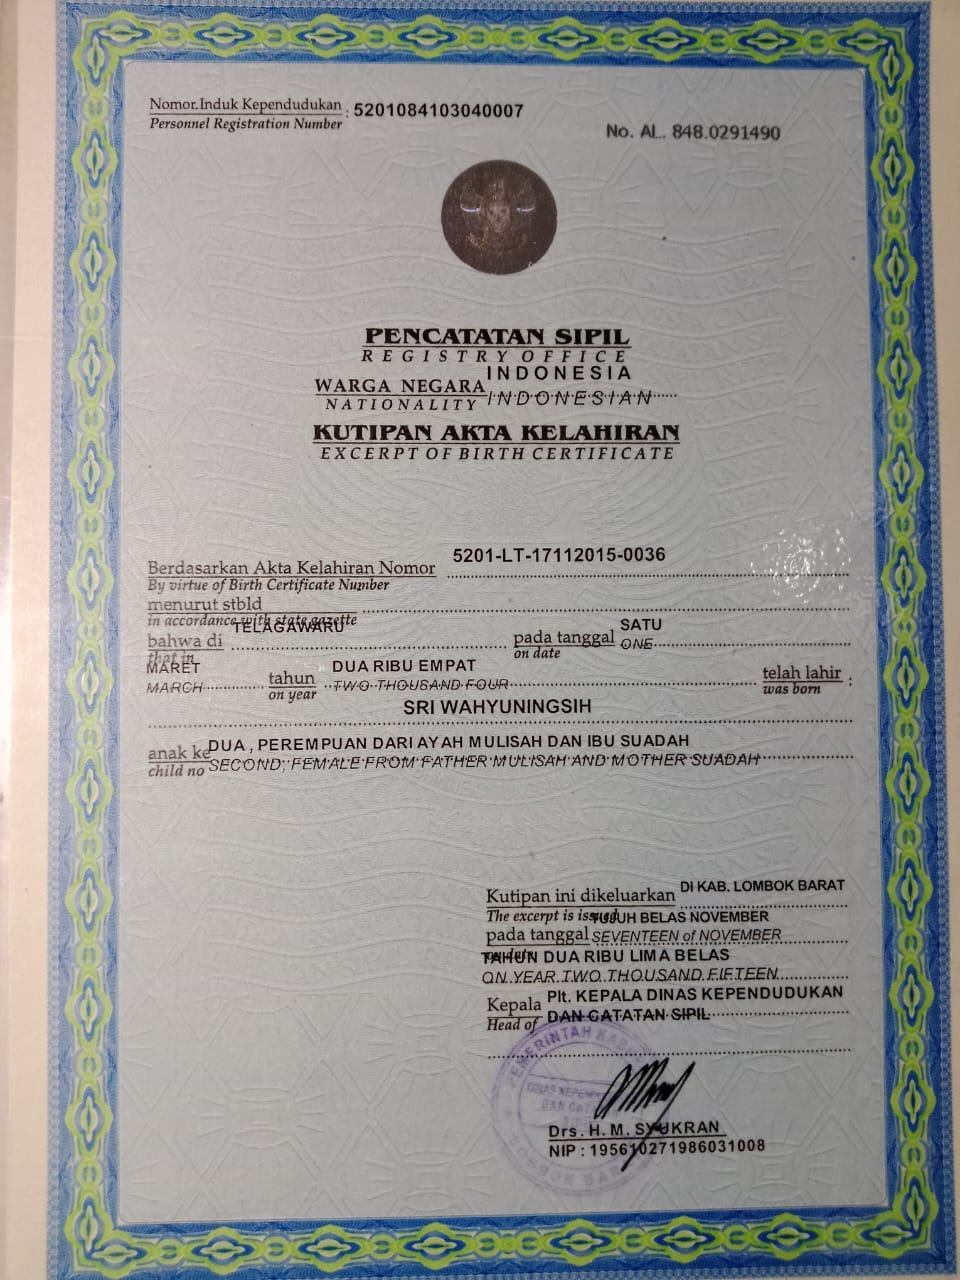 Nomor Induk Kependudukan : 5201084103040007
Personnel Registration Number
No. AL. 848.0291490
PENCATATAN SIPIL
REGISTRY OFFICE
INDONESIA
WARGA NEGARA
NATIONALITY INDONESIAN
KUTIPAN AKTA KELAHIRAN
EXCERPT OF BIRTH CERTIFICATE
Berdasarkan Akta Kelahiran Nomor 5201-LT-17112015-0036
By virtue of Birth Certificate Number
menurut stbld
in accordance with state gazette
TELAGAWARU SATU
bahwa di pada tanggal ONE
that in on date
MARET DUA RIBU EMPAT
MARCH tahun TWO THOUSAND FOUR telah lahir :
on year was born
SRI WAHYUNINGSIH
anak ke DUA , PEREMPUAN DARI AYAH MULISAH DAN IBU SUADAH
child no SECOND, FEMALE FROM FATHER MULISAH AND MOTHER SUADAH
Kutipan ini dikeluarkan DI KAB. LOMBOK BARAT
The excerpt is issued TUJUH BELAS NOVEMBER
pada tanggal SEVENTEEN of NOVEMBER
on date
TAHUN DUA RIBU LIMA BELAS
ON YEAR TWO THOUSAND FIFTEEN
Kepala Plt. KEPALA DINAS KEPENDUDUKAN
Head of DAN CATATAN SIPIL
PEMERINTAH
DINAS
DAN
Drs. H. M. SYUKRAN
NIP : 195610271986031008